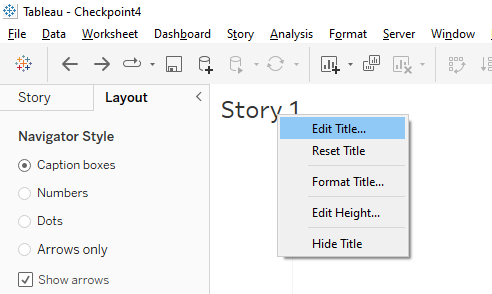 Tableau - Checkpoint4
File Data Worksheet Dashboard Story Analysis Format Server Window
Story Layout
Story 1
Navigator Style
Caption boxes
Numbers
Dots
Arrows only
Show arrows
Edit Title...
Reset Title
Format Title...
Edit Height...
Hide Title